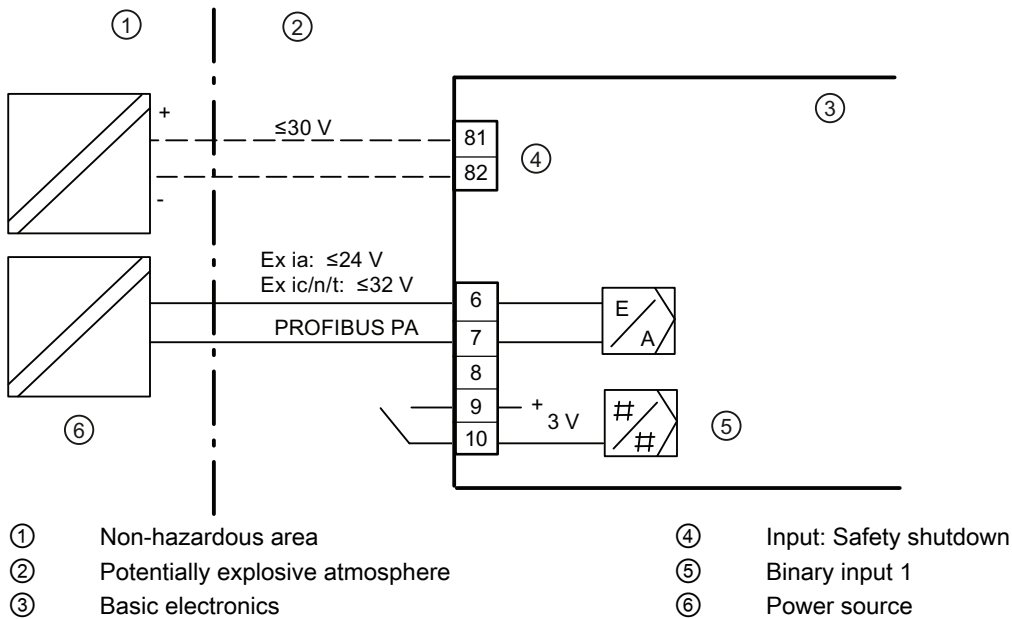 ① ②
③
+
≤30 V
81
④
82
-
Ex ia: ≤24 V
Ex ic/n/t: ≤32 V
6
E
PROFIBUS PA
7
A
8
9
+
3 V
#
⑤
⑥
10
#
① Non-hazardous area
② Potentially explosive atmosphere
③ Basic electronics
④ Input: Safety shutdown
⑤ Binary input 1
⑥ Power source